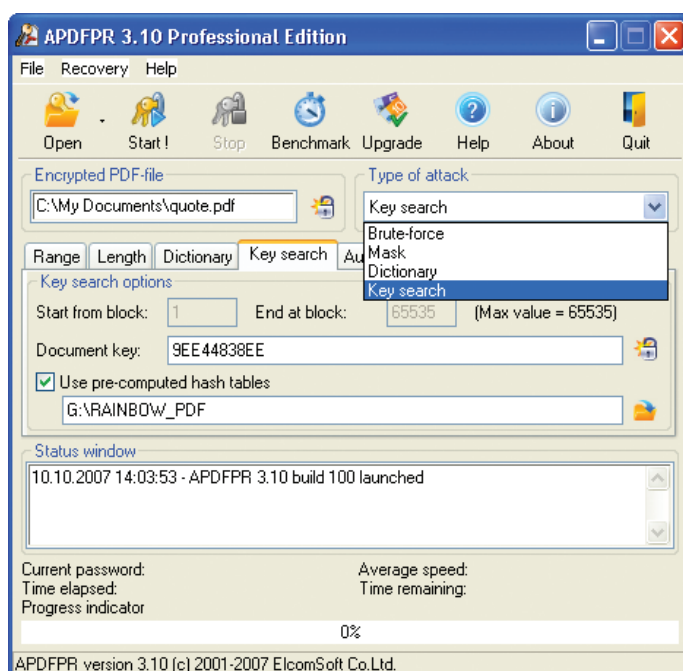 APDFPR 3.10 Professional Edition
File Recovery Help
Open Start! Stop Benchmark Upgrade Help About Quit
Encrypted PDF-file Type of attack
C:\My Documents\quote.pdf Key search
Brute-force
Mask
Dictionary
Key search
Range Length Dictionary Key search Au
Key search options
Start from block: 1 End at block: 65535 (Max value = 65535)
Document key: 9EE44838EE
Use pre-computed hash tables
G:\RAINBOW_PDF
Status window
10.10.2007 14:03:53 - APDFPR 3.10 build 100 launched
Current password: Average speed:
Time elapsed: Time remaining:
Progress indicator
0%
APDFPR version 3.10 (c) 2001-2007 ElcomSoft Co.Ltd.